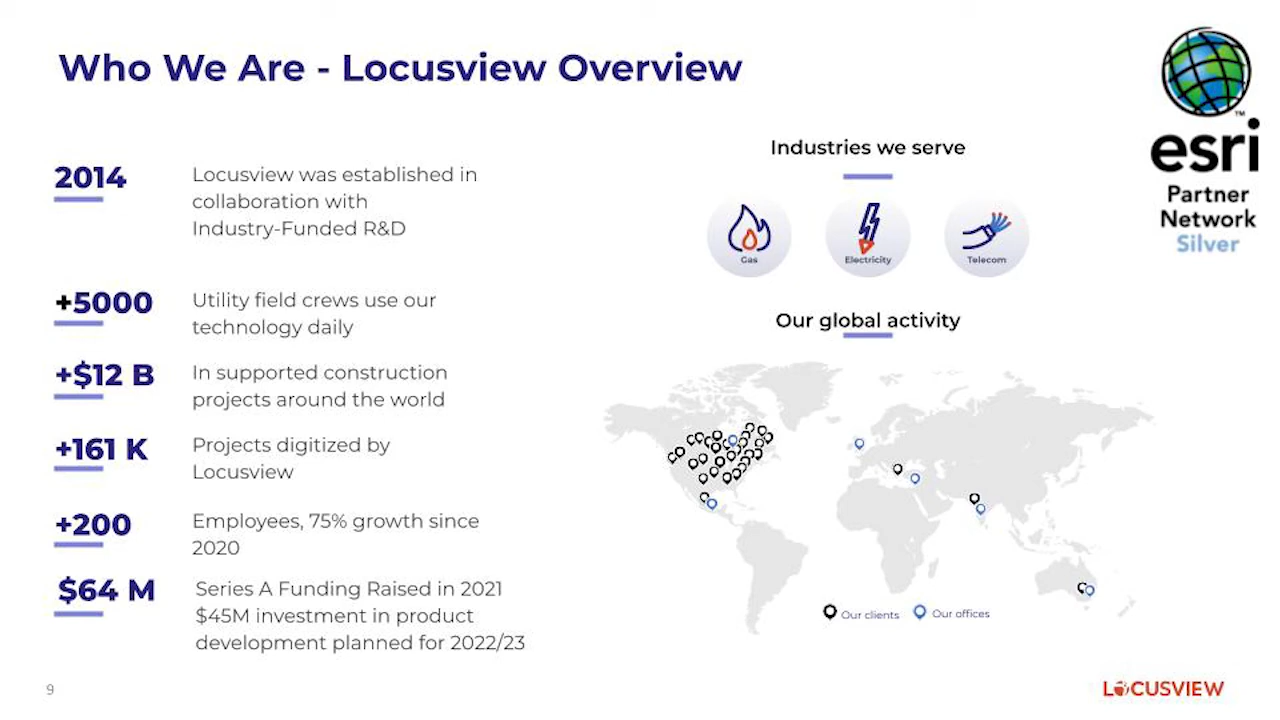 Who We Are - Locusview Overview
esri
Partner
Network
Silver
2014
Locusview was established in
collaboration with
Industry-Funded R&D
+5000
Utility field crews use our
technology daily
+$12 B
In supported construction
projects around the world
+161 K
Projects digitized by
Locusview
+200
Employees, 75% growth since
2020
$64 M
Series A Funding Raised in 2021
$45M investment in product
development planned for 2022/23
Industries we serve
Gas
Electricity
Telecom
Our global activity
Our clients
Our offices
9
LOCUSVIEW
TM